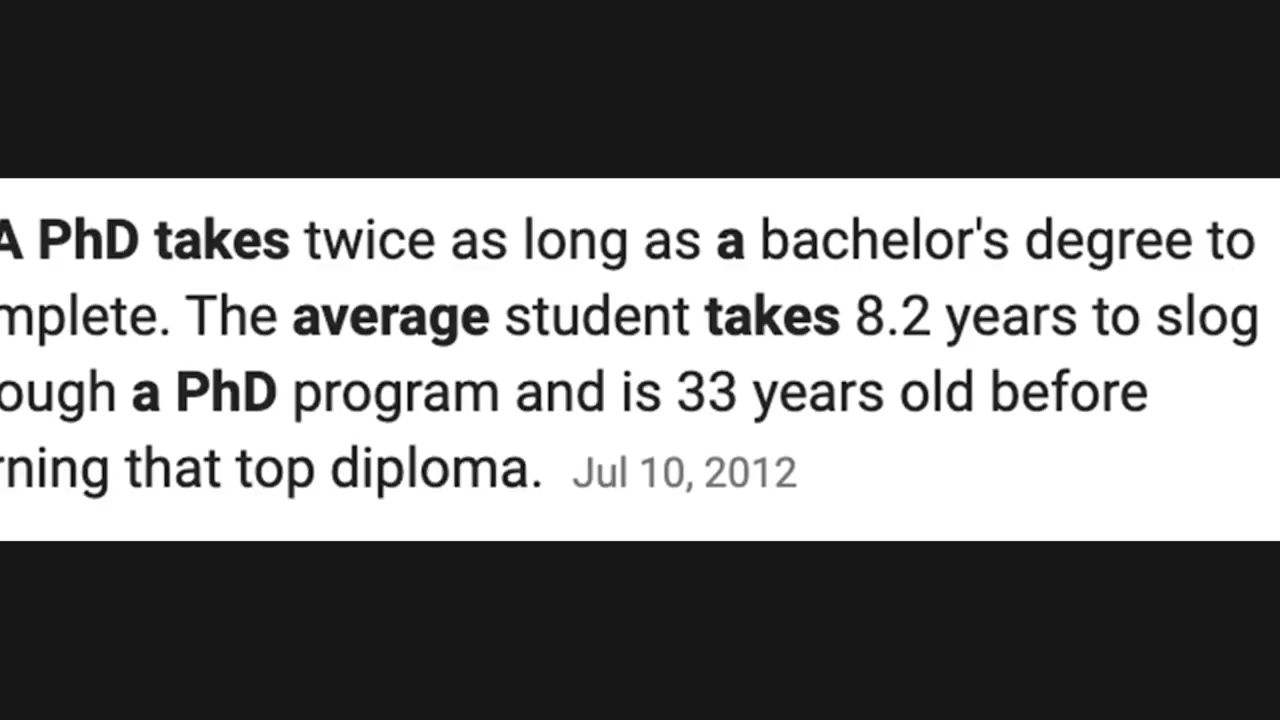 A PhD takes twice as long as a bachelor's degree to
mplete. The average student takes 8.2 years to slog
ough a PhD program and is 33 years old before
rning that top diploma. Jul 10, 2012